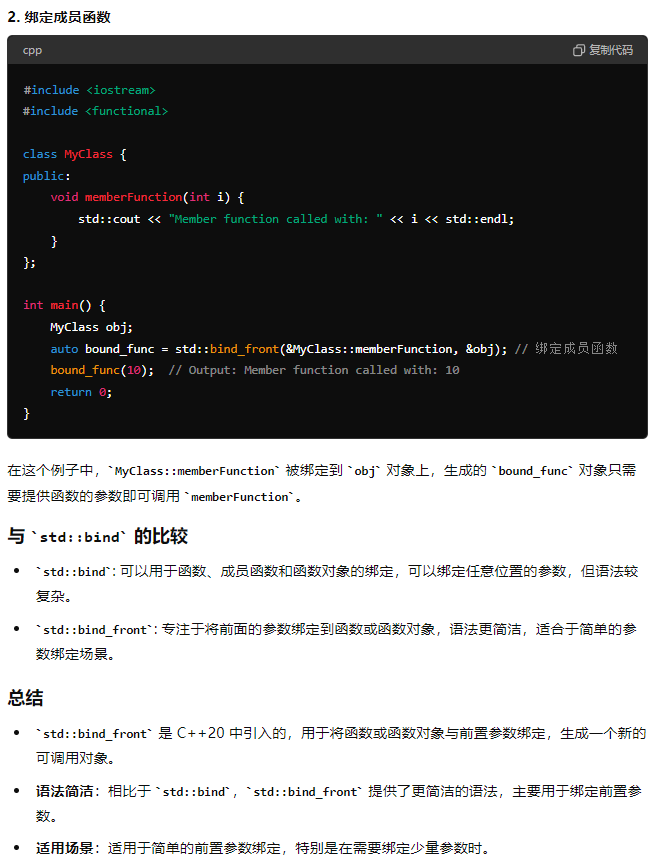 2. 绑定成员函数
cpp
复制代码
#include <iostream>
#include <functional>
class MyClass {
public:
    void memberFunction(int i) {
        std::cout << "Member function called with: " << i << std::endl;
    }
};
int main() {
    MyClass obj;
    auto bound_func = std::bind_front(&MyClass::memberFunction, &obj); // 绑定成员函数
    bound_func(10);  // Output: Member function called with: 10
    return 0;
}
在这个例子中，`MyClass::memberFunction` 被绑定到 `obj` 对象上，生成的 `bound_func` 对象只需
要提供函数的参数即可调用 `memberFunction`。
与 `std::bind` 的比较
• `std::bind`: 可以用于函数、成员函数和函数对象的绑定，可以绑定任意位置的参数，但语法较
复杂。
• `std::bind_front`: 专注于将前面的参数绑定到函数或函数对象，语法更简洁，适合于简单的参
数绑定场景。
总结
• `std::bind_front` 是 C++20 中引入的，用于将函数或函数对象与前置参数绑定，生成一个新的
可调用对象。
• 语法简洁：相比于 `std::bind`，`std::bind_front` 提供了更简洁的语法，主要用于绑定前置参
数。
• 适用场景：适用于简单的前置参数绑定，特别是在需要绑定少量参数时。